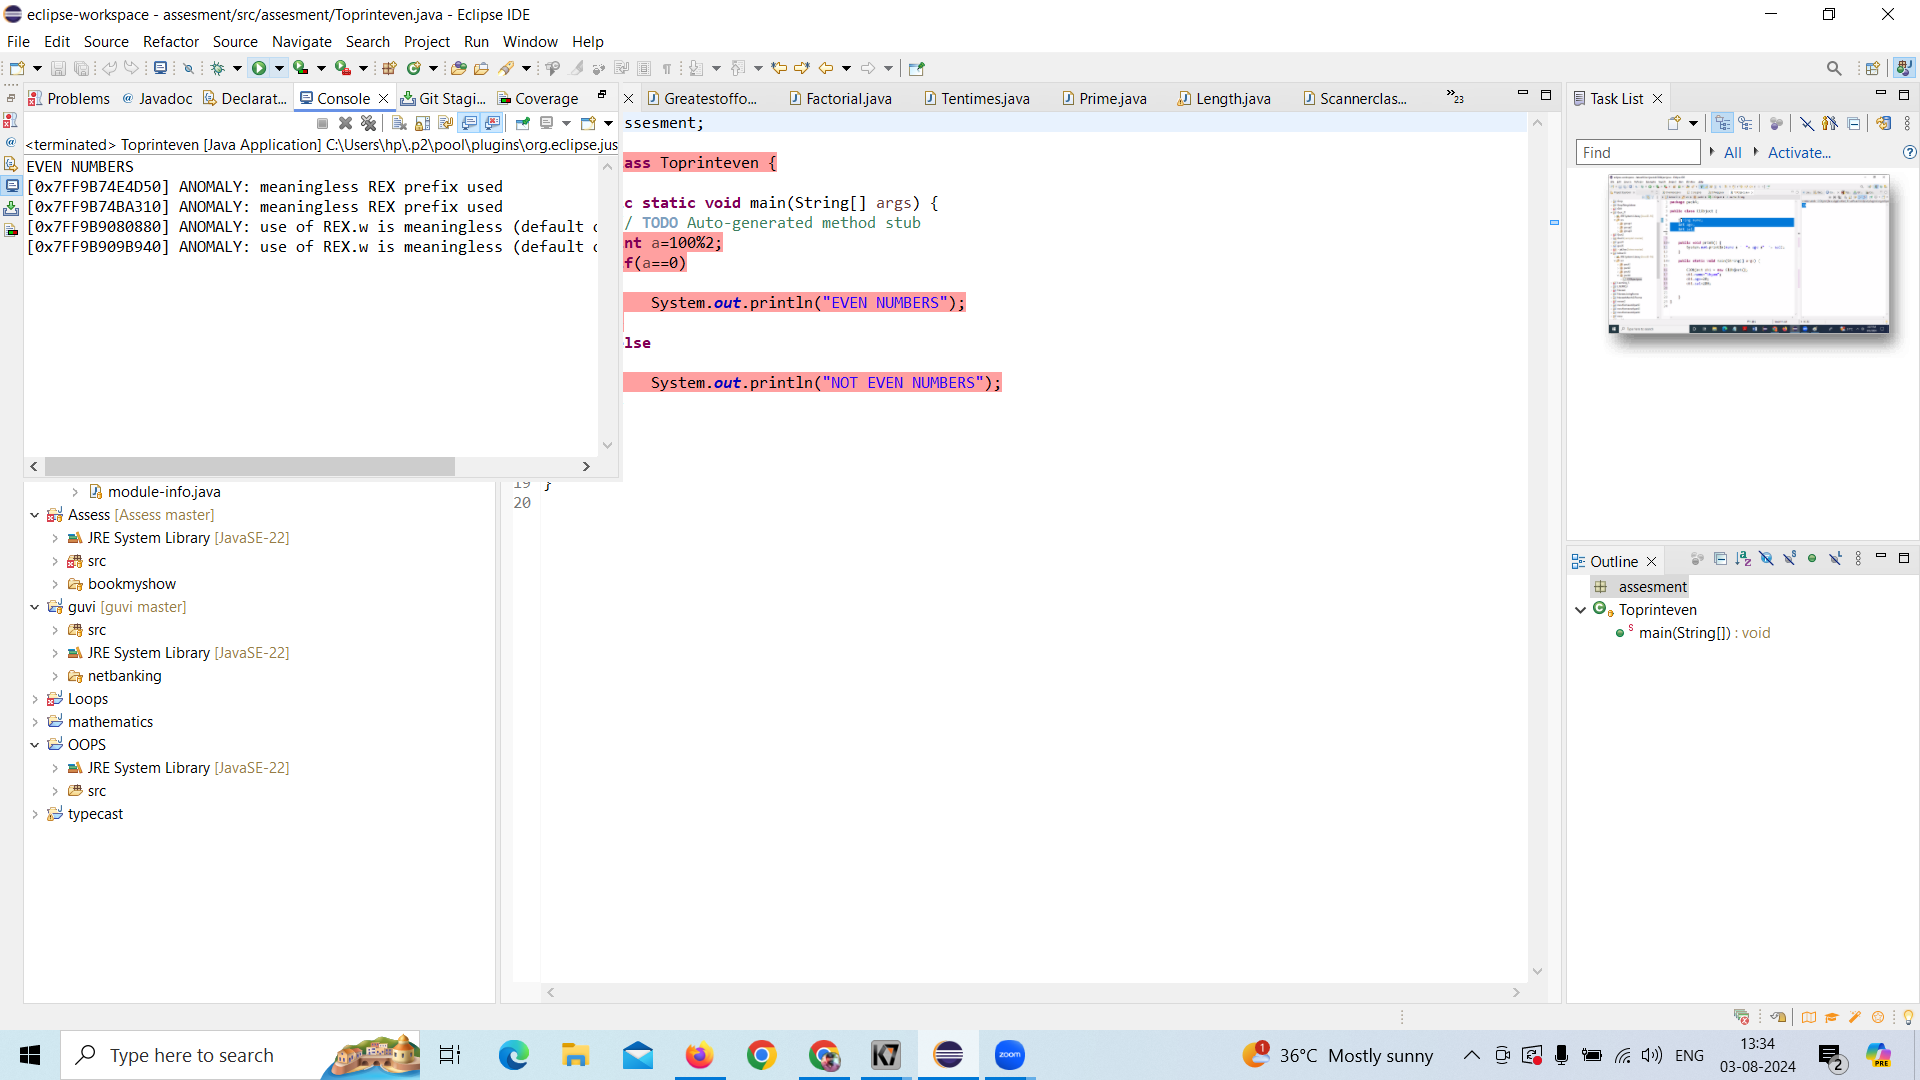 eclipse-workspace - assesment/src/assesment/Toprinteven.java - Eclipse IDE
File Edit Source Refactor Source Navigate Search Project Run Window Help
Problems @ Javadoc Declarat... Console Git Stagi... Coverage
Greatestoffo... Factorial.java Tentimes.java Prime.java Length.java Scannerclas... »23
Task List
<terminated> Toprinteven [Java Application] C:\Users\hp\.p2\pool\plugins\org.eclipse.jus
EVEN NUMBERS
[0x7FF9B74E4D50] ANOMALY: meaningless REX prefix used
[0x7FF9B74BA310] ANOMALY: meaningless REX prefix used
[0x7FF9B9080880] ANOMALY: use of REX.w is meaningless (default
[0x7FF9B909B940] ANOMALY: use of REX.w is meaningless (default
ssesment;
ass Toprinteven {
c static void main(String[] args) {
/ TODO Auto-generated method stub
nt a=100%2;
f(a==0)
System.out.println("EVEN NUMBERS");
lse
System.out.println("NOT EVEN NUMBERS");
19 }
20
Find All Activate...
module-info.java
Assess [Assess master]
JRE System Library [JavaSE-22]
src
bookmyshow
guvi [guvi master]
src
JRE System Library [JavaSE-22]
netbanking
Loops
mathematics
OOPS
JRE System Library [JavaSE-22]
src
typecast
Outline
assesment
Toprinteven
main(String[]) : void
Type here to search
zoom
1
36°C Mostly sunny
ENG
13:34
03-08-2024
2
PRE